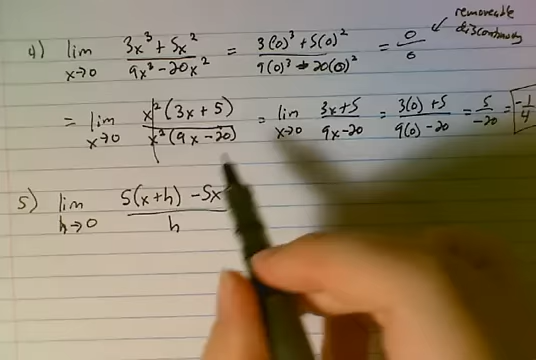 4) lim x→0 3x³ + 5x² / 9x³ - 20x² = 3(0)³ + 5(0)² / 9(0)³ - 20(0)² = 0/0 removeable discontinuity
= lim x→0 x²(3x + 5) / x²(9x - 20) = lim x→0 3x+5 / 9x-20 = 3(0) + 5 / 9(0) - 20 = 5/-20 = -1/4
5) lim h→0 5(x+h) - 5x / h